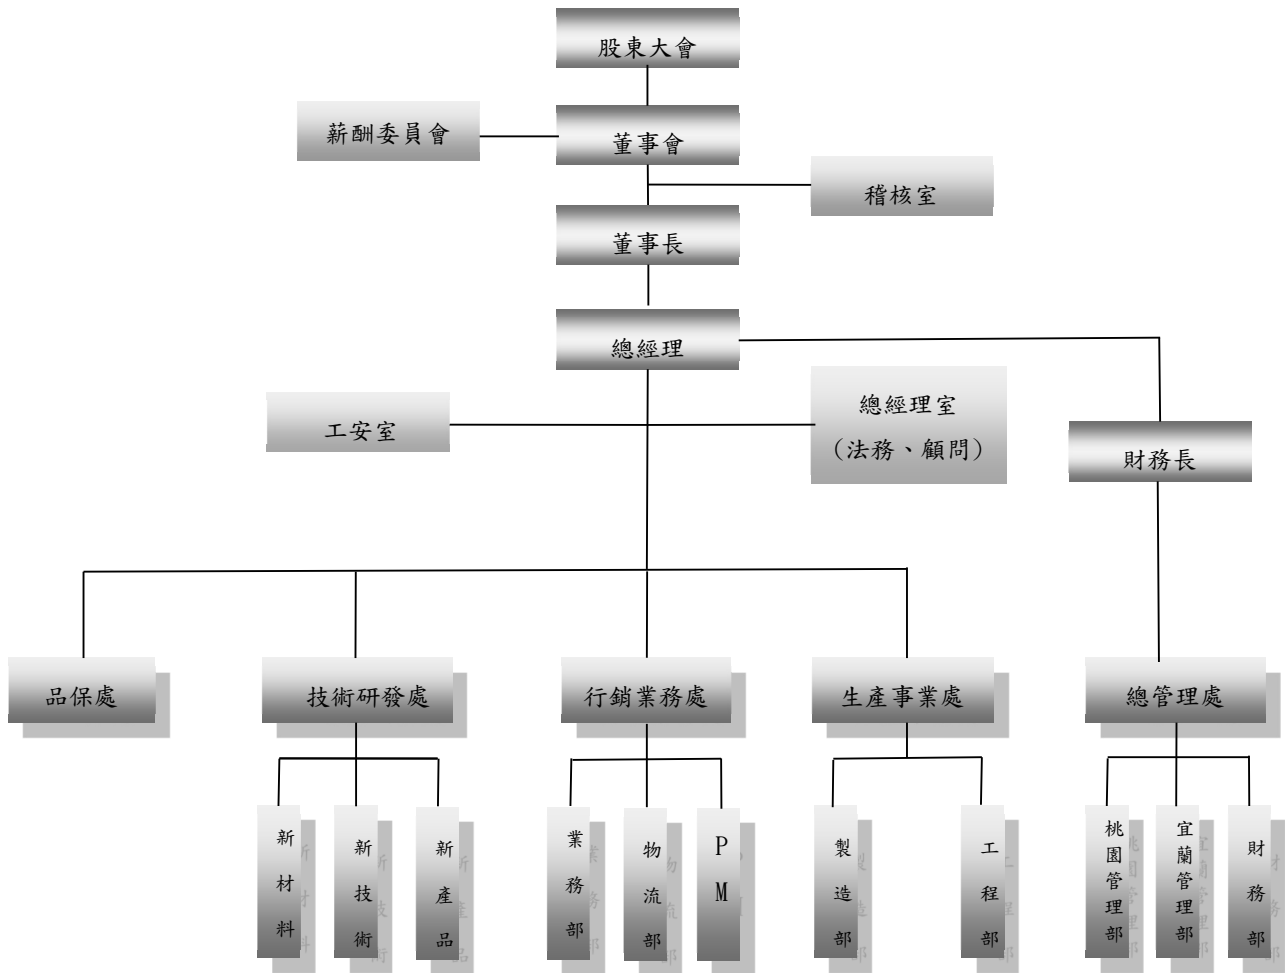 股東大會
薪酬委員會
董事會
稽核室
董事長
總經理
工安室
總經理室
(法務、顧問)
財務長
品保處
技術研發處
行銷業務處
生產事業處
總管理處
新材料
新技術
新產品
業務部
物流部
PM
製造部
工程部
桃園管理部
宜蘭管理部
財務部